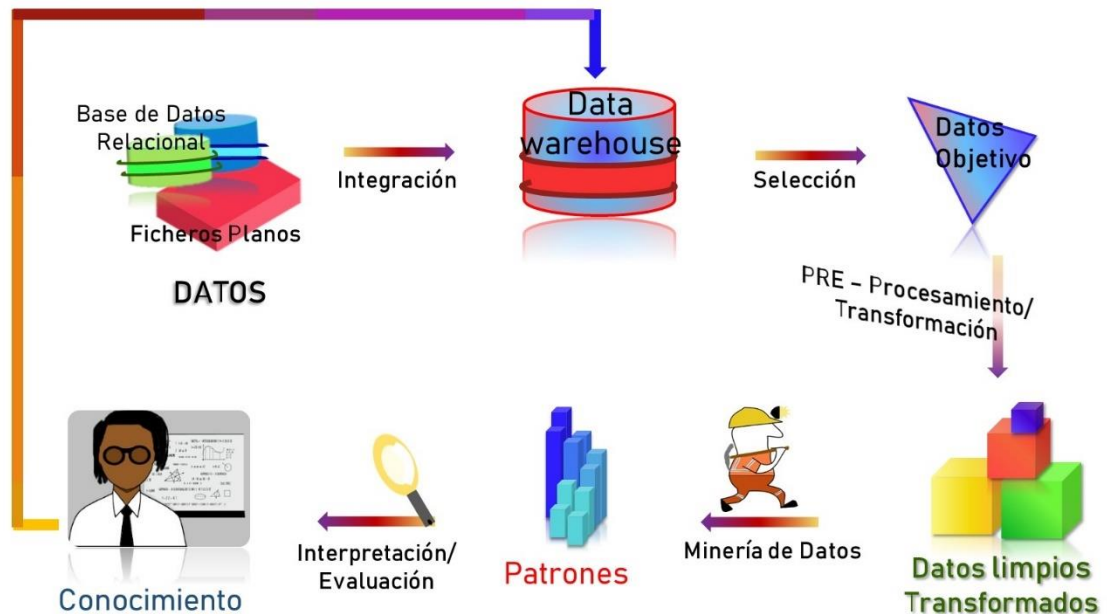 Base de Datos
Relacional
Ficheros Planos
DATOS
Integración
Data
warehouse
Selección
Datos
Objetivo
PRE - Procesamiento/
Transformación
Datos limpios
Transformados
Minería de Datos
Patrones
Interpretación/
Evaluación
Conocimiento